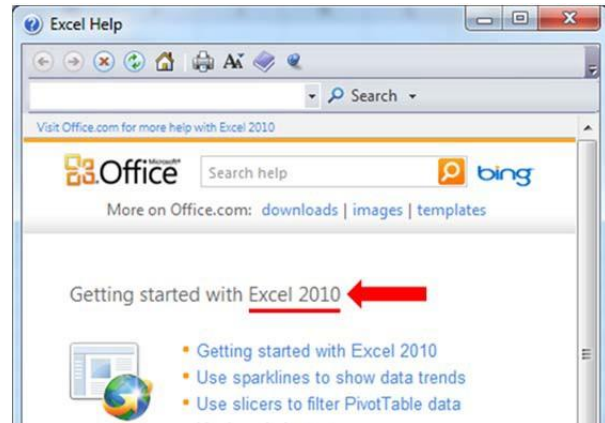 Excel Help
Search
Visit Office.com for more help with Excel 2010
Microsoft®
Office
Search help
bing
More on Office.com: downloads | images | templates
Getting started with Excel 2010
• Getting started with Excel 2010
• Use sparklines to show data trends
• Use slicers to filter PivotTable data